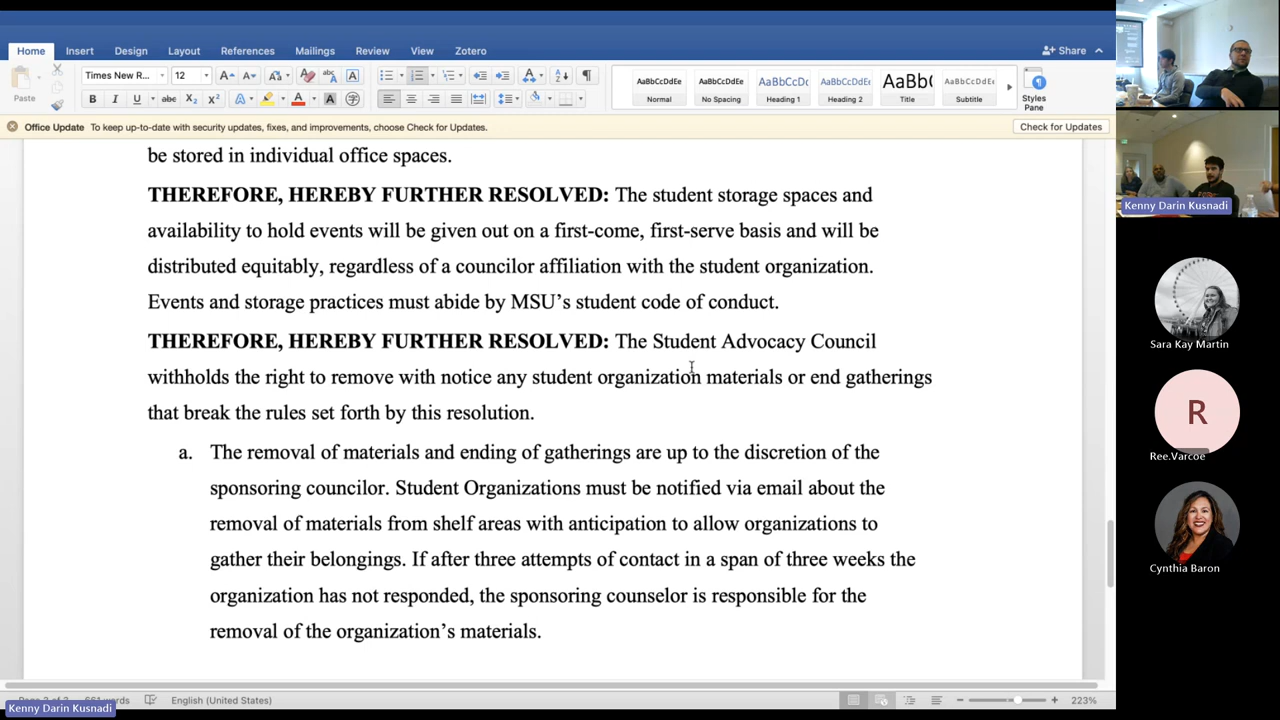 Home Insert Design Layout References Mailings Review View Zotero Share
Times New R... 12
AaBbCcDdEe AaBbCcDdEe AaBbCcDc AaBbCcDdEe AaBb( AaBbCcDdEe
Paste Normal No Spacing Heading 1 Heading 2 Title Subtitle Styles Pane
Office Update To keep up-to-date with security updates, fixes, and improvements, choose Check for Updates. Check for Updates
be stored in individual office spaces.
THEREFORE, HEREBY FURTHER RESOLVED: The student storage spaces and
availability to hold events will be given out on a first-come, first-serve basis and will be
distributed equitably, regardless of a councilor affiliation with the student organization.
Events and storage practices must abide by MSU's student code of conduct.
THEREFORE, HEREBY FURTHER RESOLVED: The Student Advocacy Council
withholds the right to remove with notice any student organization materials or end gatherings
that break the rules set forth by this resolution.
a. The removal of materials and ending of gatherings are up to the discretion of the
sponsoring councilor. Student Organizations must be notified via email about the
removal of materials from shelf areas with anticipation to allow organizations to
gather their belongings. If after three attempts of contact in a span of three weeks the
organization has not responded, the sponsoring counselor is responsible for the
removal of the organization's materials.
English (United States) 223%
Kenny Darin Kusnadi
Kenny Darin Kusnadi
Sara Kay Martin
R
Ree.Varcoe
Cynthia Baron